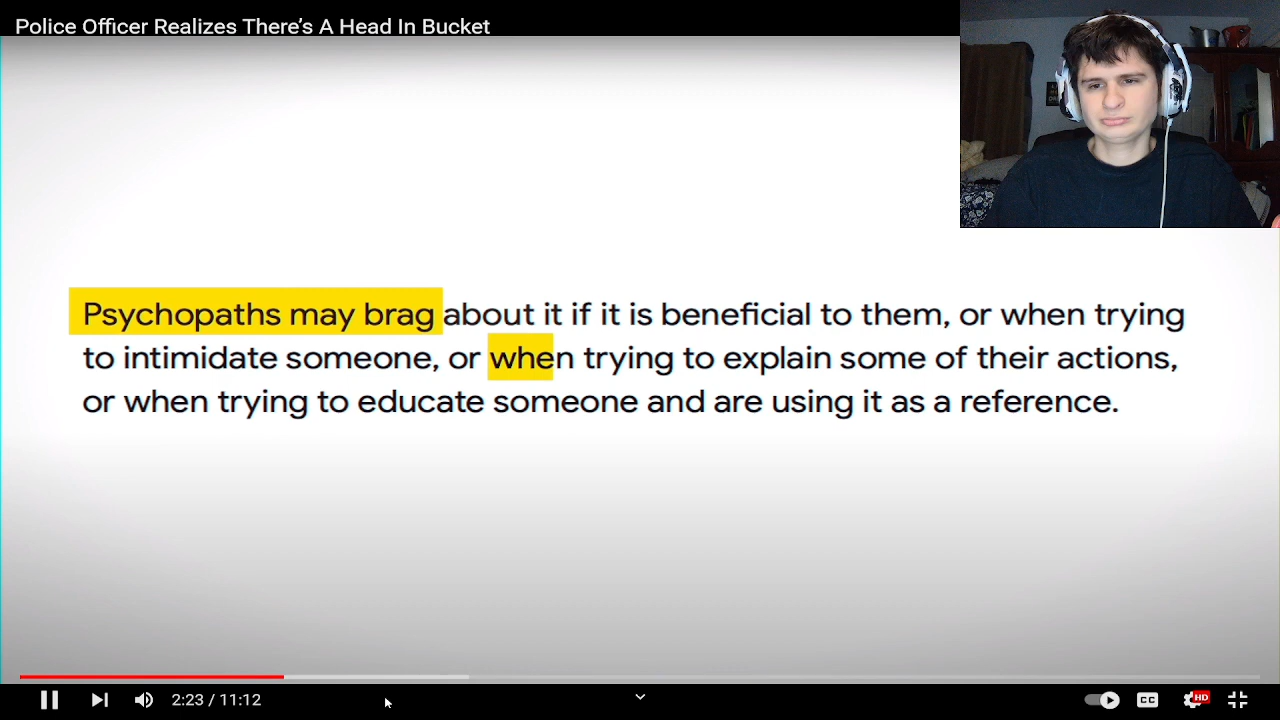 Police Officer Realizes There’s A Head In Bucket
Psychopaths may brag about it if it is beneficial to them, or when trying
to intimidate someone, or when trying to explain some of their actions,
or when trying to educate someone and are using it as a reference.
2:23 / 11:12
CC
HD